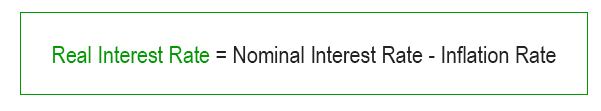 Real Interest Rate = Nominal Interest Rate - Inflation Rate